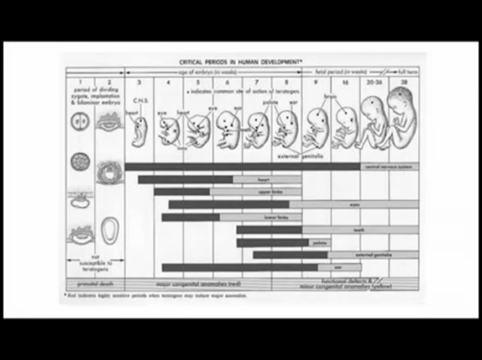 CRITICAL PERIODS IN HUMAN DEVELOPMENT*
age of embryo (in weeks)
fetal period (in weeks)
full term
1
2
3
4
5
6
7
8
9
16
20-36
38
period of dividing
zygote, implantation
& bilaminar embryo
• indicates common site of action of teratogens
C.N.S.
heart
eye
heart
eye
eye
ear
palate
ear
brain
external genitalia
central nervous system
heart
upper limbs
eyes
lower limbs
teeth
palate
external genitalia
ear
not
susceptible to
teratogens
prenatal death
major congenital anomalies (red)
functional defects &
minor congenital anomalies (yellow)
* Red indicates highly sensitive periods when teratogens may induce major anomalies.